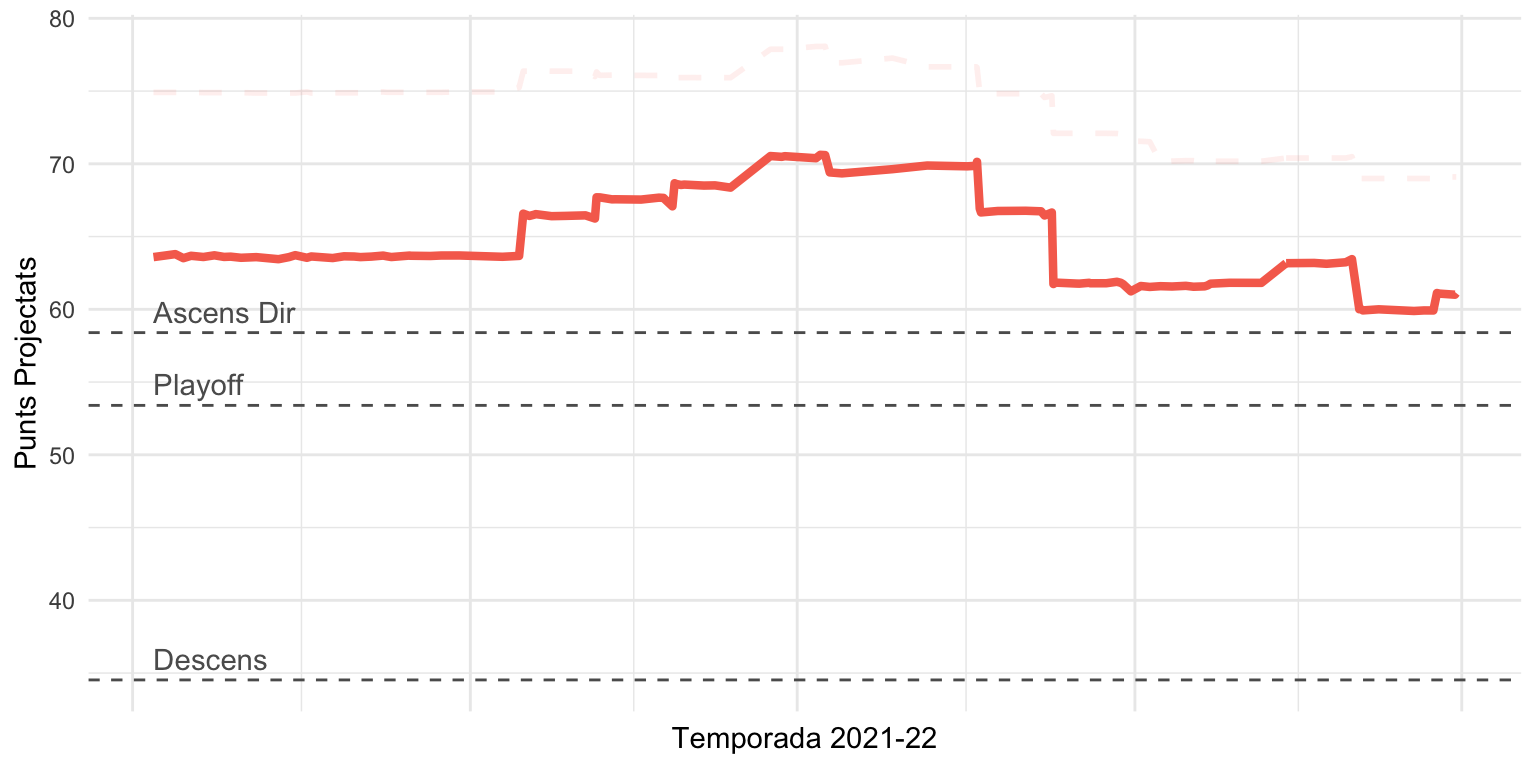 80
70
60
50
40
Punts Projectats
Ascens Dir
Playoff
Descens
Temporada 2021-22